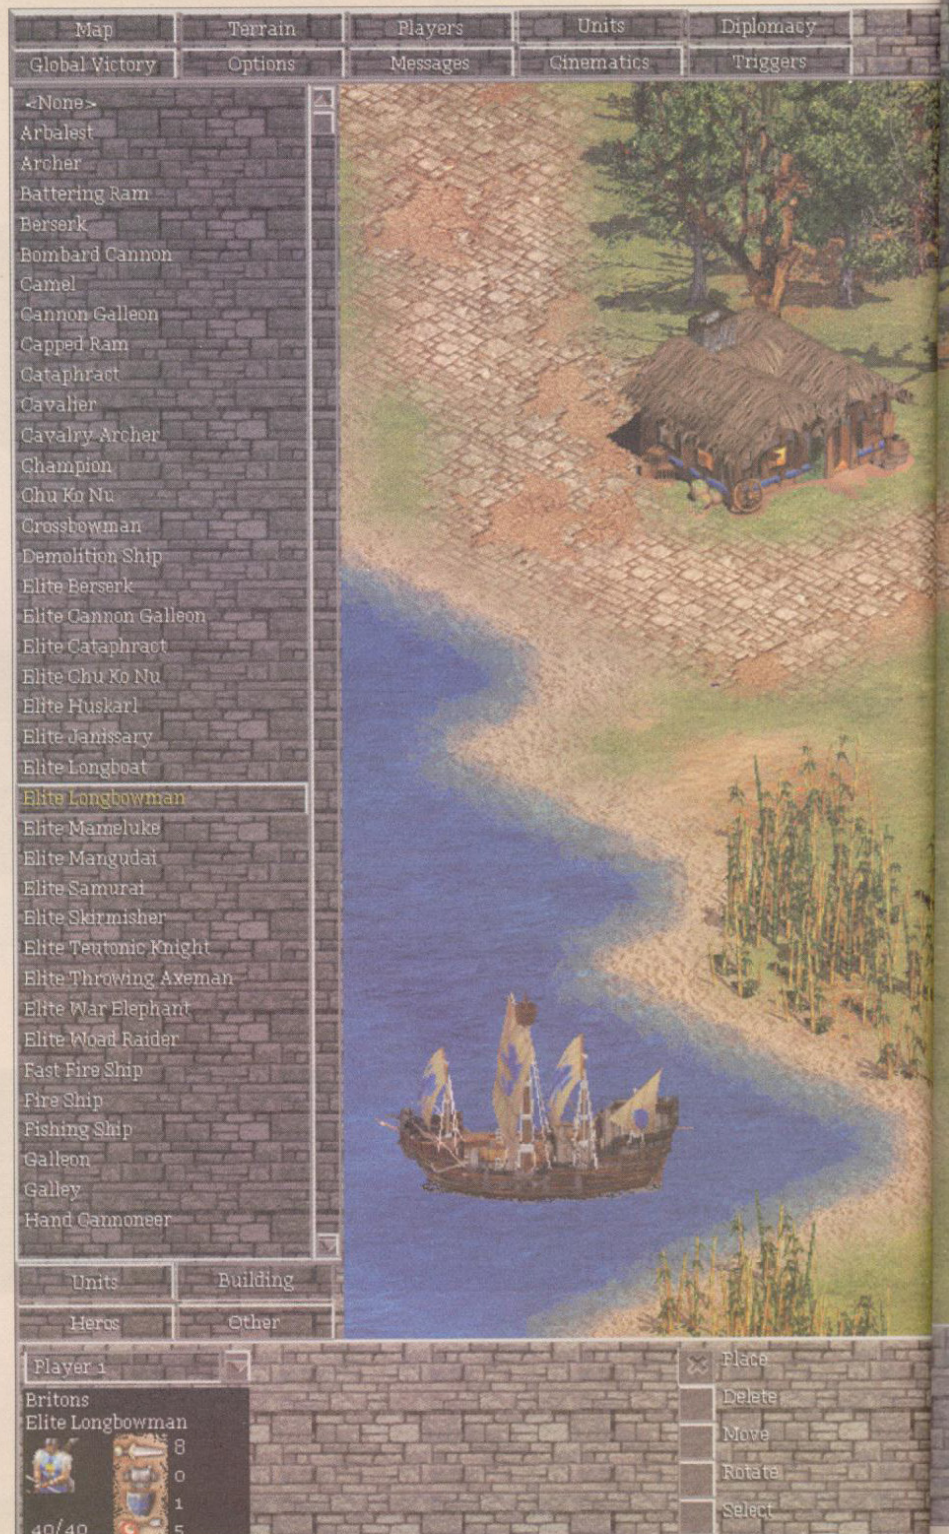 Map
Terrain
Players
Units
Diplomacy
Global Victory
Options
Messages
Cinematics
Triggers
<None>
Arbalest
Archer
Battering Ram
Berserk
Bombard Cannon
Camel
Cannon Galleon
Capped Ram
Cataphract
Cavalier
Cavalry Archer
Champion
Chu Ko Nu
Crossbowman
Demolition Ship
Elite Berserk
Elite Cannon Galleon
Elite Cataphract
Elite Chu Ko Nu
Elite Huskarl
Elite Janissary
Elite Longboat
Elite Longbowman
Elite Mameluke
Elite Mangudai
Elite Samurai
Elite Skirmisher
Elite Teutonic Knight
Elite Throwing Axeman
Elite War Elephant
Elite Woad Raider
Fast Fire Ship
Fire Ship
Fishing Ship
Galleon
Galley
Hand Cannoneer
Units
Building
Heros
Other
Player 1
Place
Britons
Delete
Elite Longbowman
Move
8
0
Rotate
1
Select
40/40
5